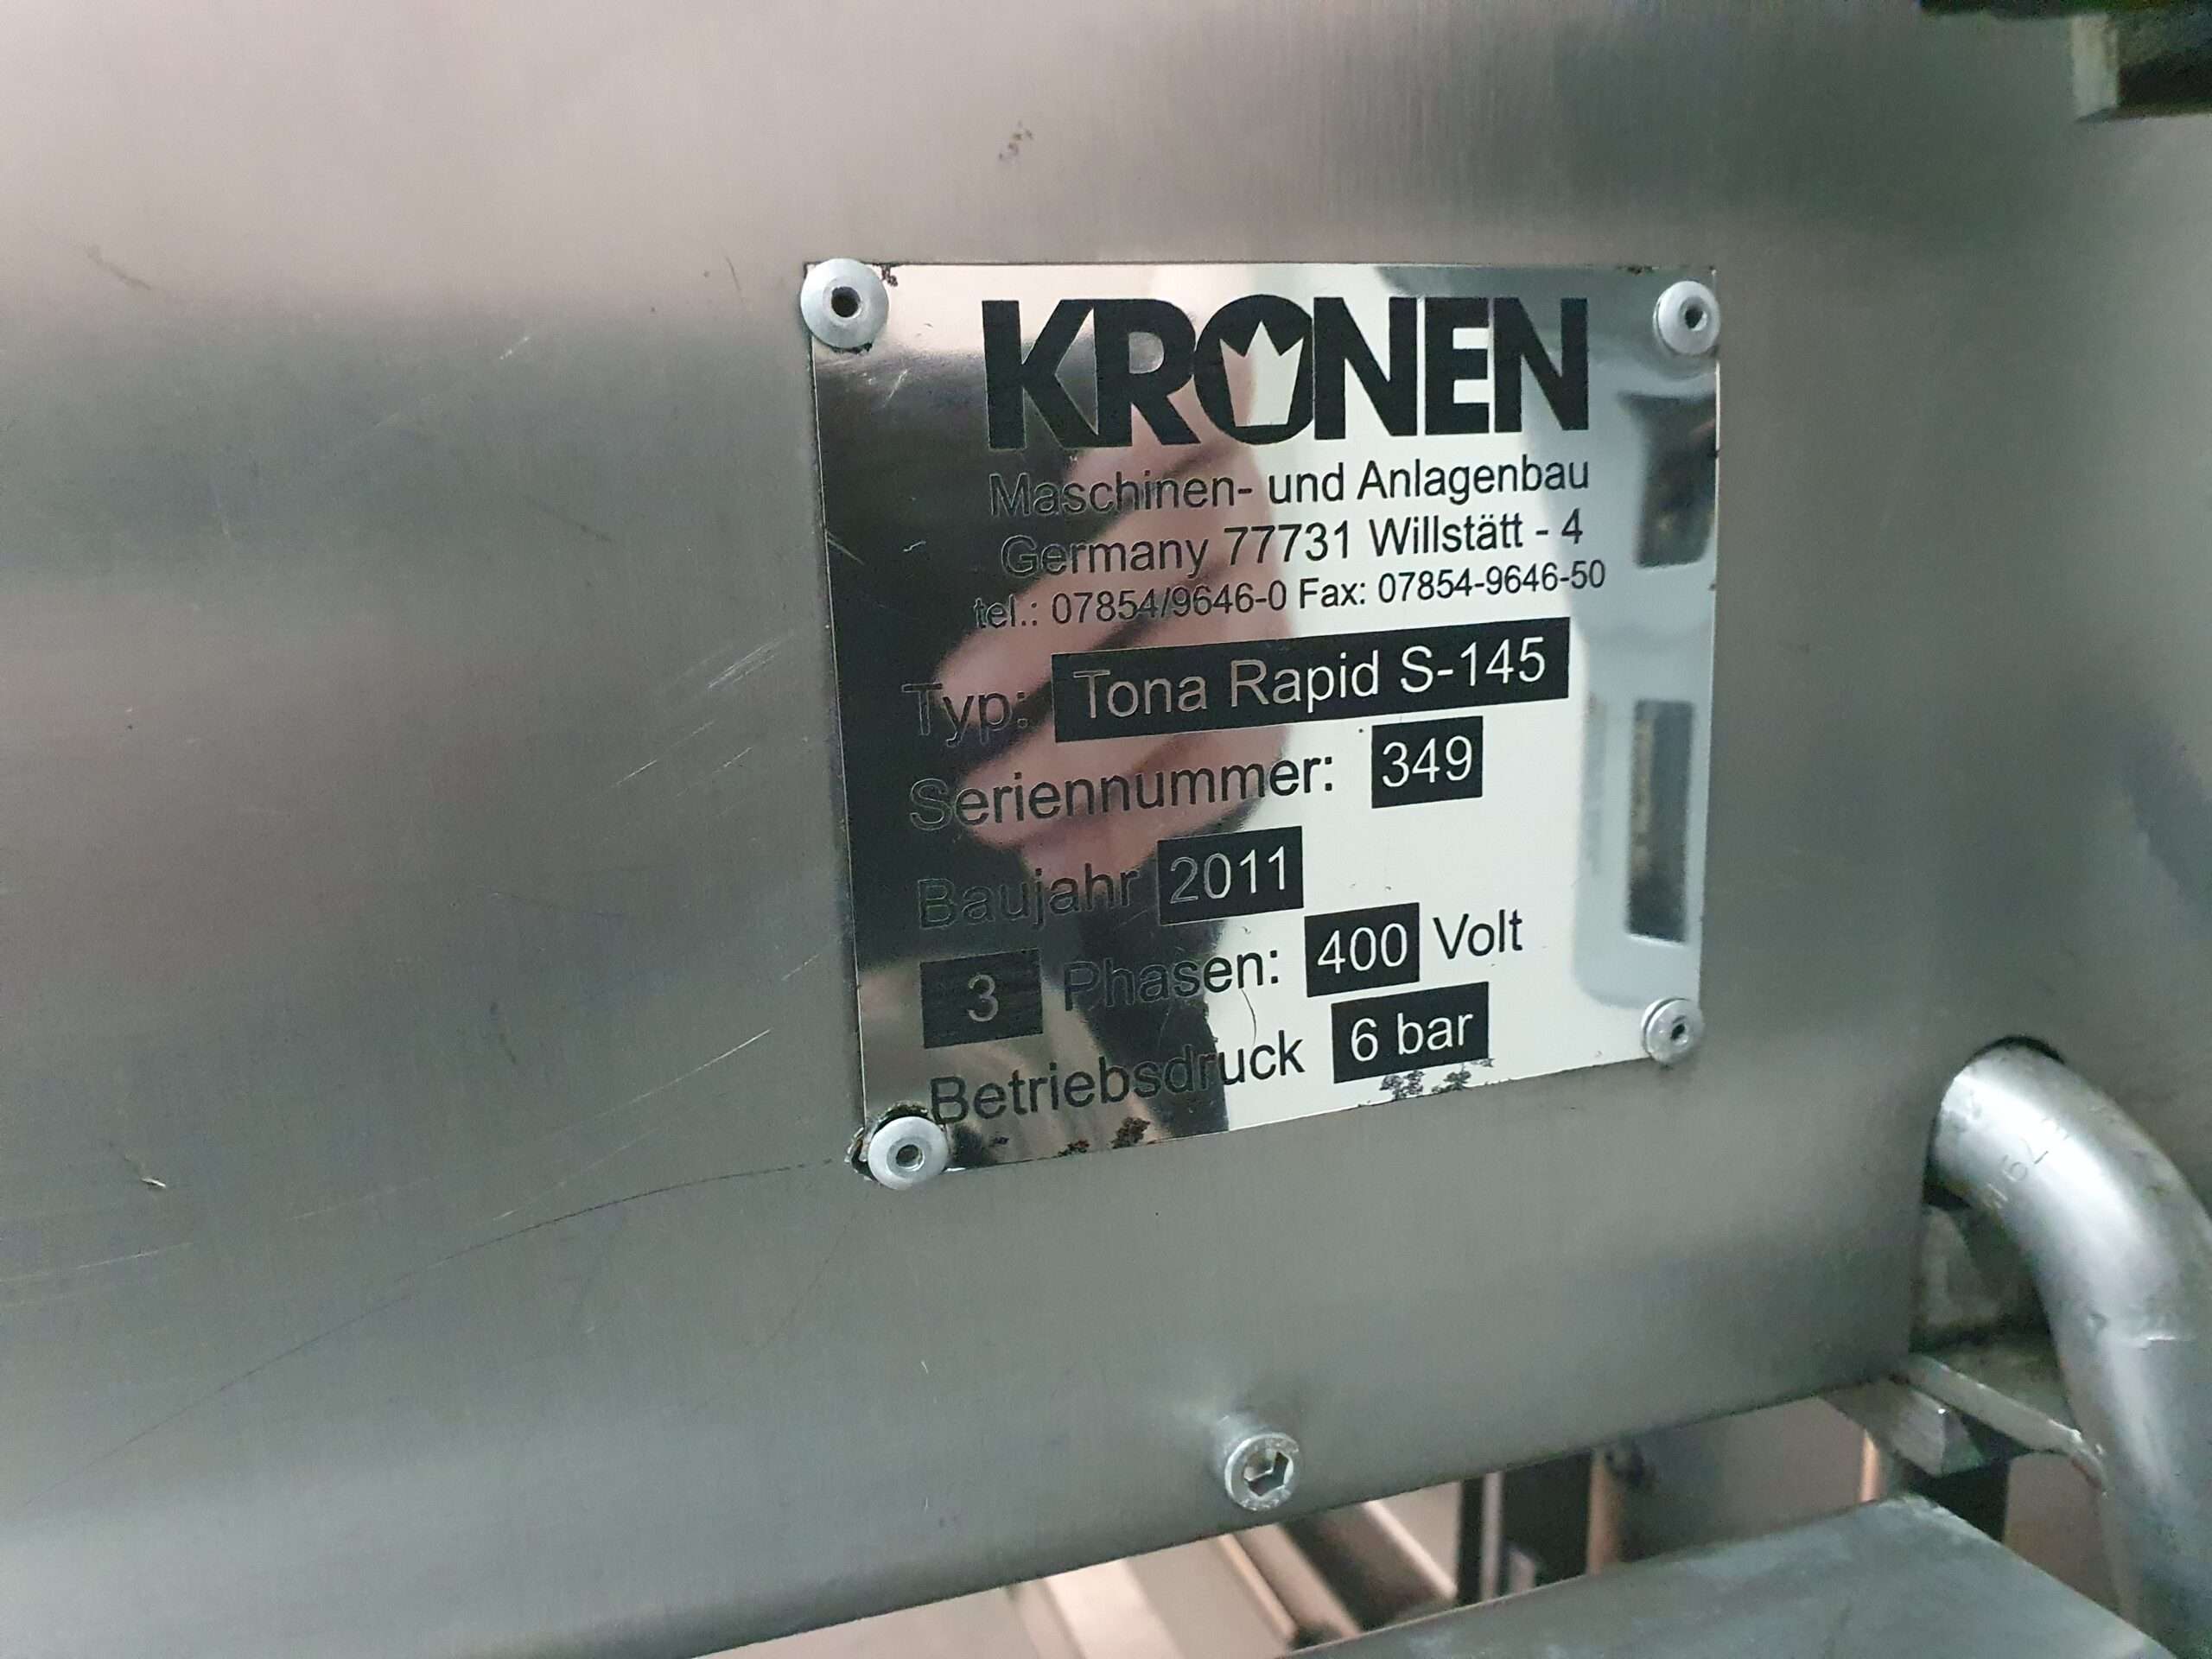 KRONEN
Maschinen- und Anlagenbau
Germany 77731 Willstätt - 4
tel.: 07854/9646-0 Fax: 07854-9646-50
Typ: Tona Rapid S-145
Seriennummer: 349
Baujahr 2011
3 Phasen: 400 Volt
Betriebsdruck 6 bar